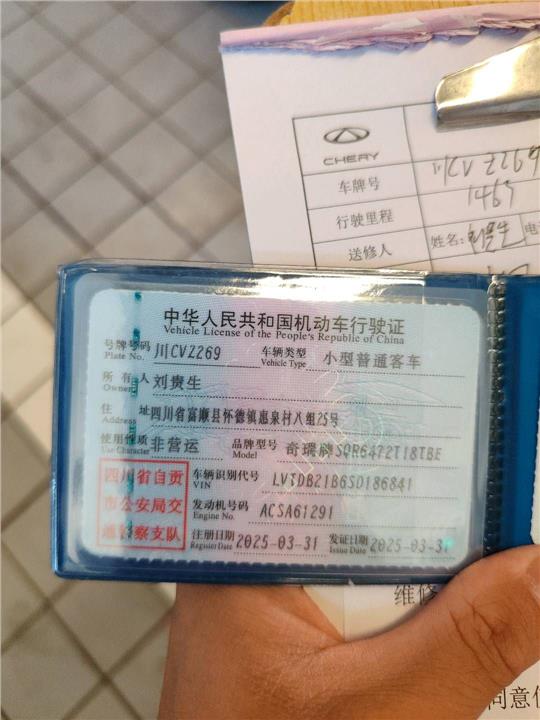 CHERY
车牌号 川CVZ269
行驶里程 1465
送修人 姓名:
中华人民共和国机动车行驶证
Vehicle License of the People's Republic of China
号牌号码 川CVZ269 车辆类型 小型普通客车
Plate No. Vehicle Type
所有人 刘贵生
Owner
住址 四川省富顺县怀德镇惠泉村八组25号
Address
使用性质 非营运 品牌型号 奇瑞牌SQR6472T18TBE
Use Character Model
四川省自贡
市公安局交
通警察支队
车辆识别代号 LVTDB21B6SD186841
VIN
发动机号码 ACSA61291
Engine No.
注册日期 2025-03-31 发证日期 2025-03-31
Register Date Issue Date
维修
同意